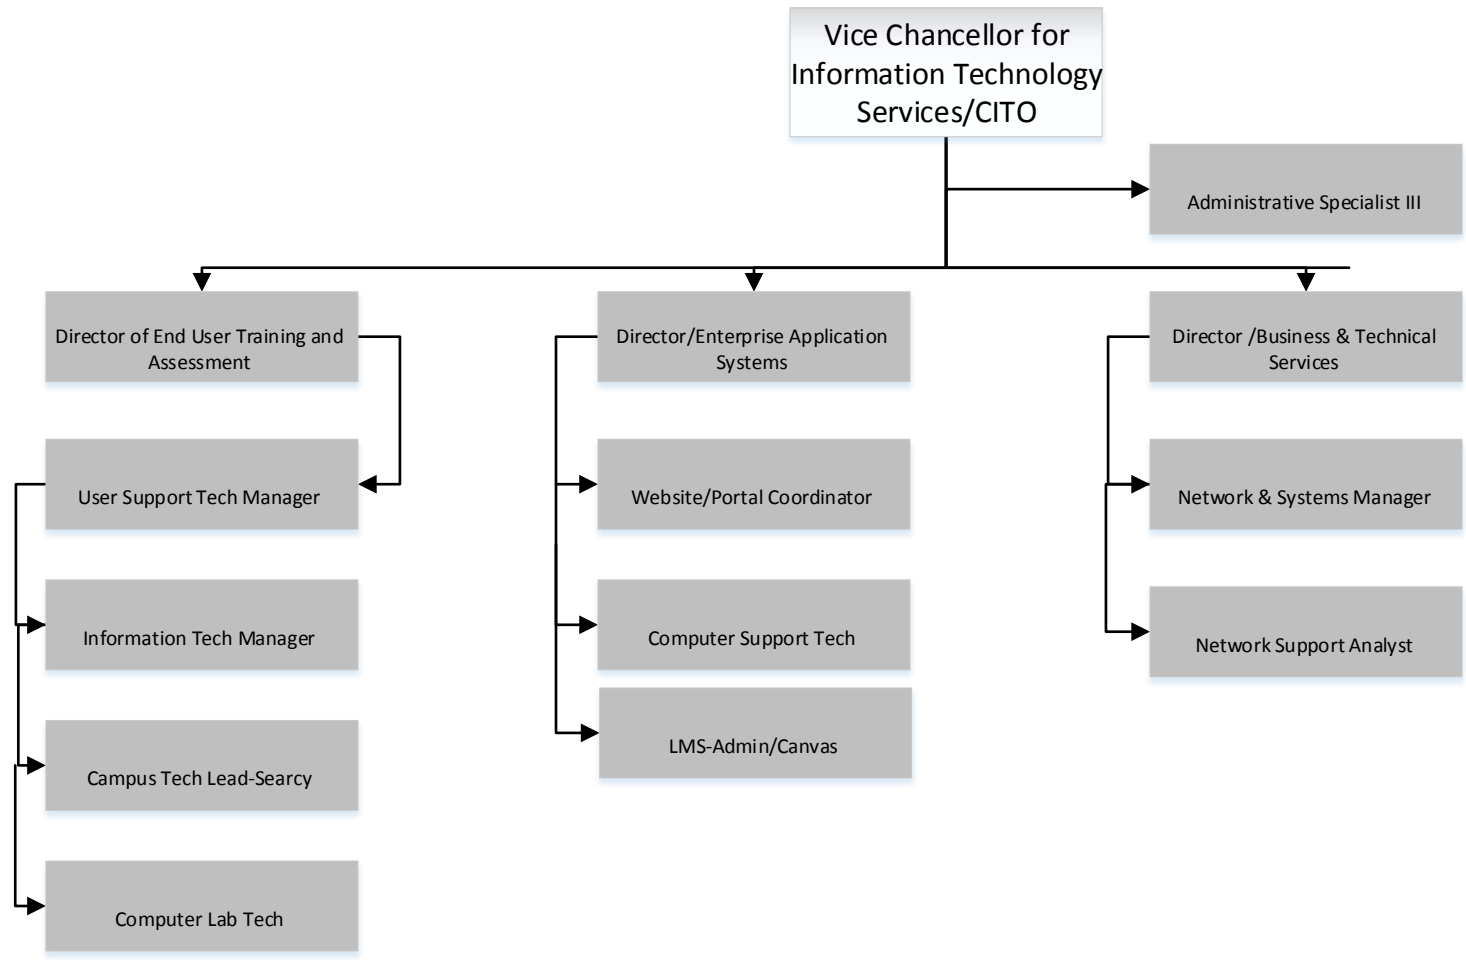 Vice Chancellor for
Information Technology
Services/CITO
Administrative Specialist III
Director of End User Training and
Assessment
Director/Enterprise Application
Systems
Director /Business & Technical
Services
User Support Tech Manager
Website/Portal Coordinator
Network & Systems Manager
Information Tech Manager
Computer Support Tech
Network Support Analyst
Campus Tech Lead-Searcy
LMS-Admin/Canvas
Computer Lab Tech